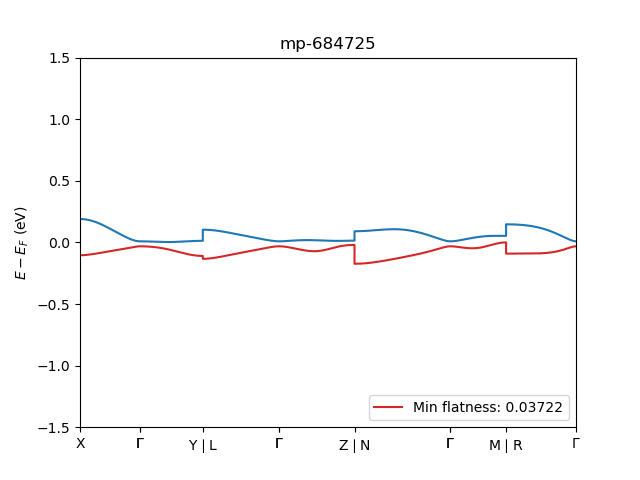 mp-684725
E − E_F (eV)
1.5
1.0
0.5
0.0
−0.5
−1.0
−1.5
Min flatness: 0.03722
X Γ Y | L Γ Z | N Γ M | R Γ